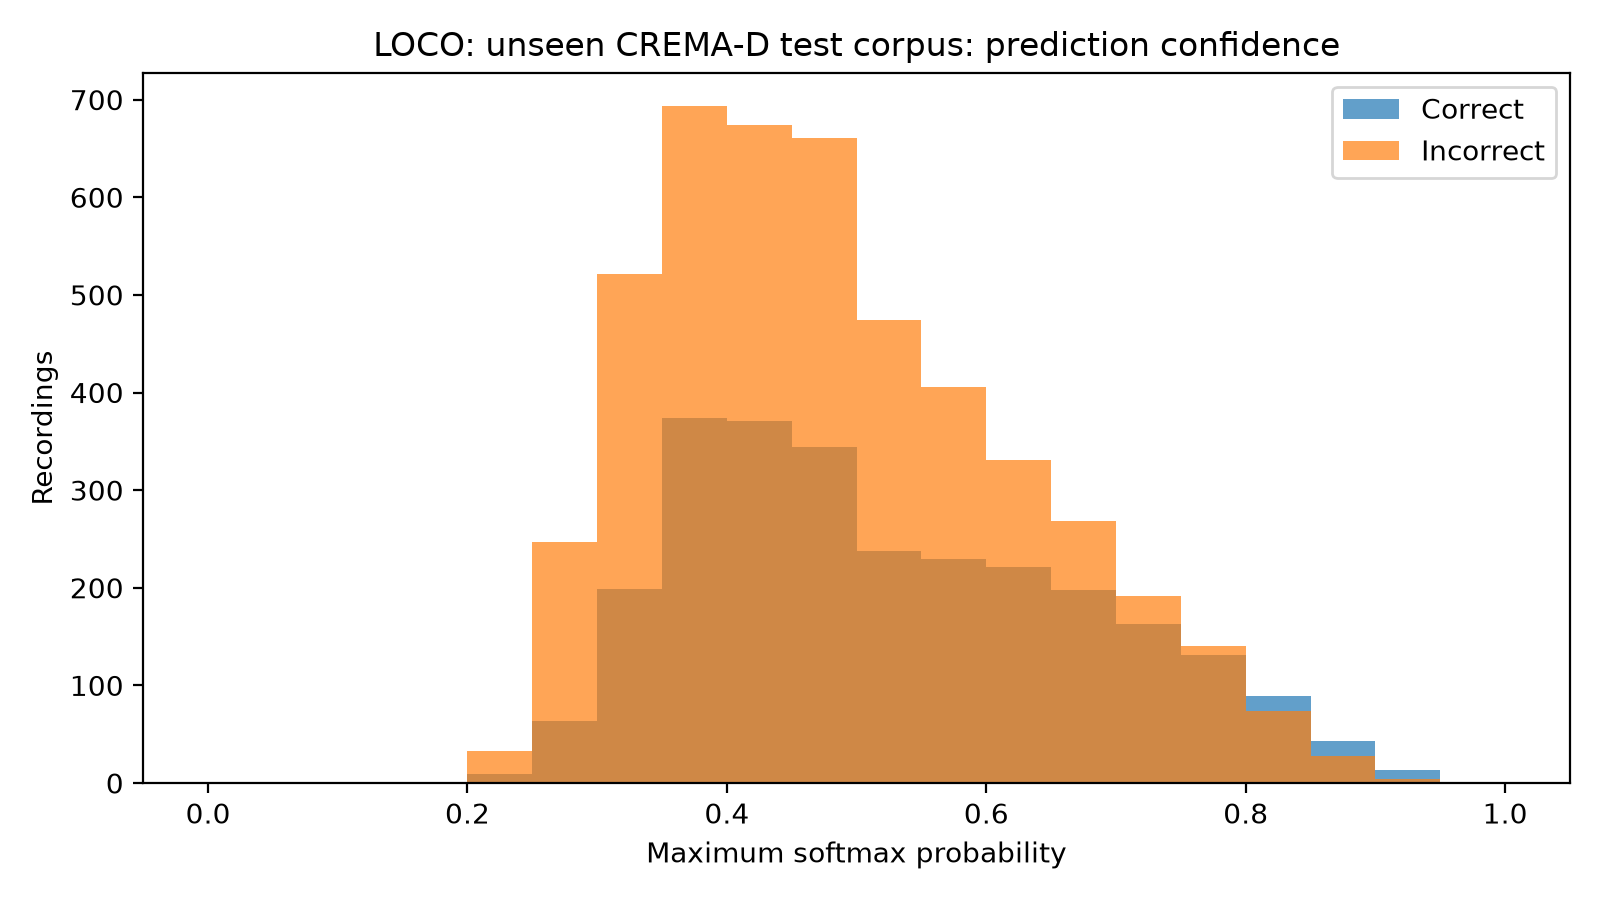 LOCO: unseen CREMA-D test corpus: prediction confidence
Correct
Incorrect
700
600
500
400
300
200
100
0
Recordings
0.0 0.2 0.4 0.6 0.8 1.0
Maximum softmax probability